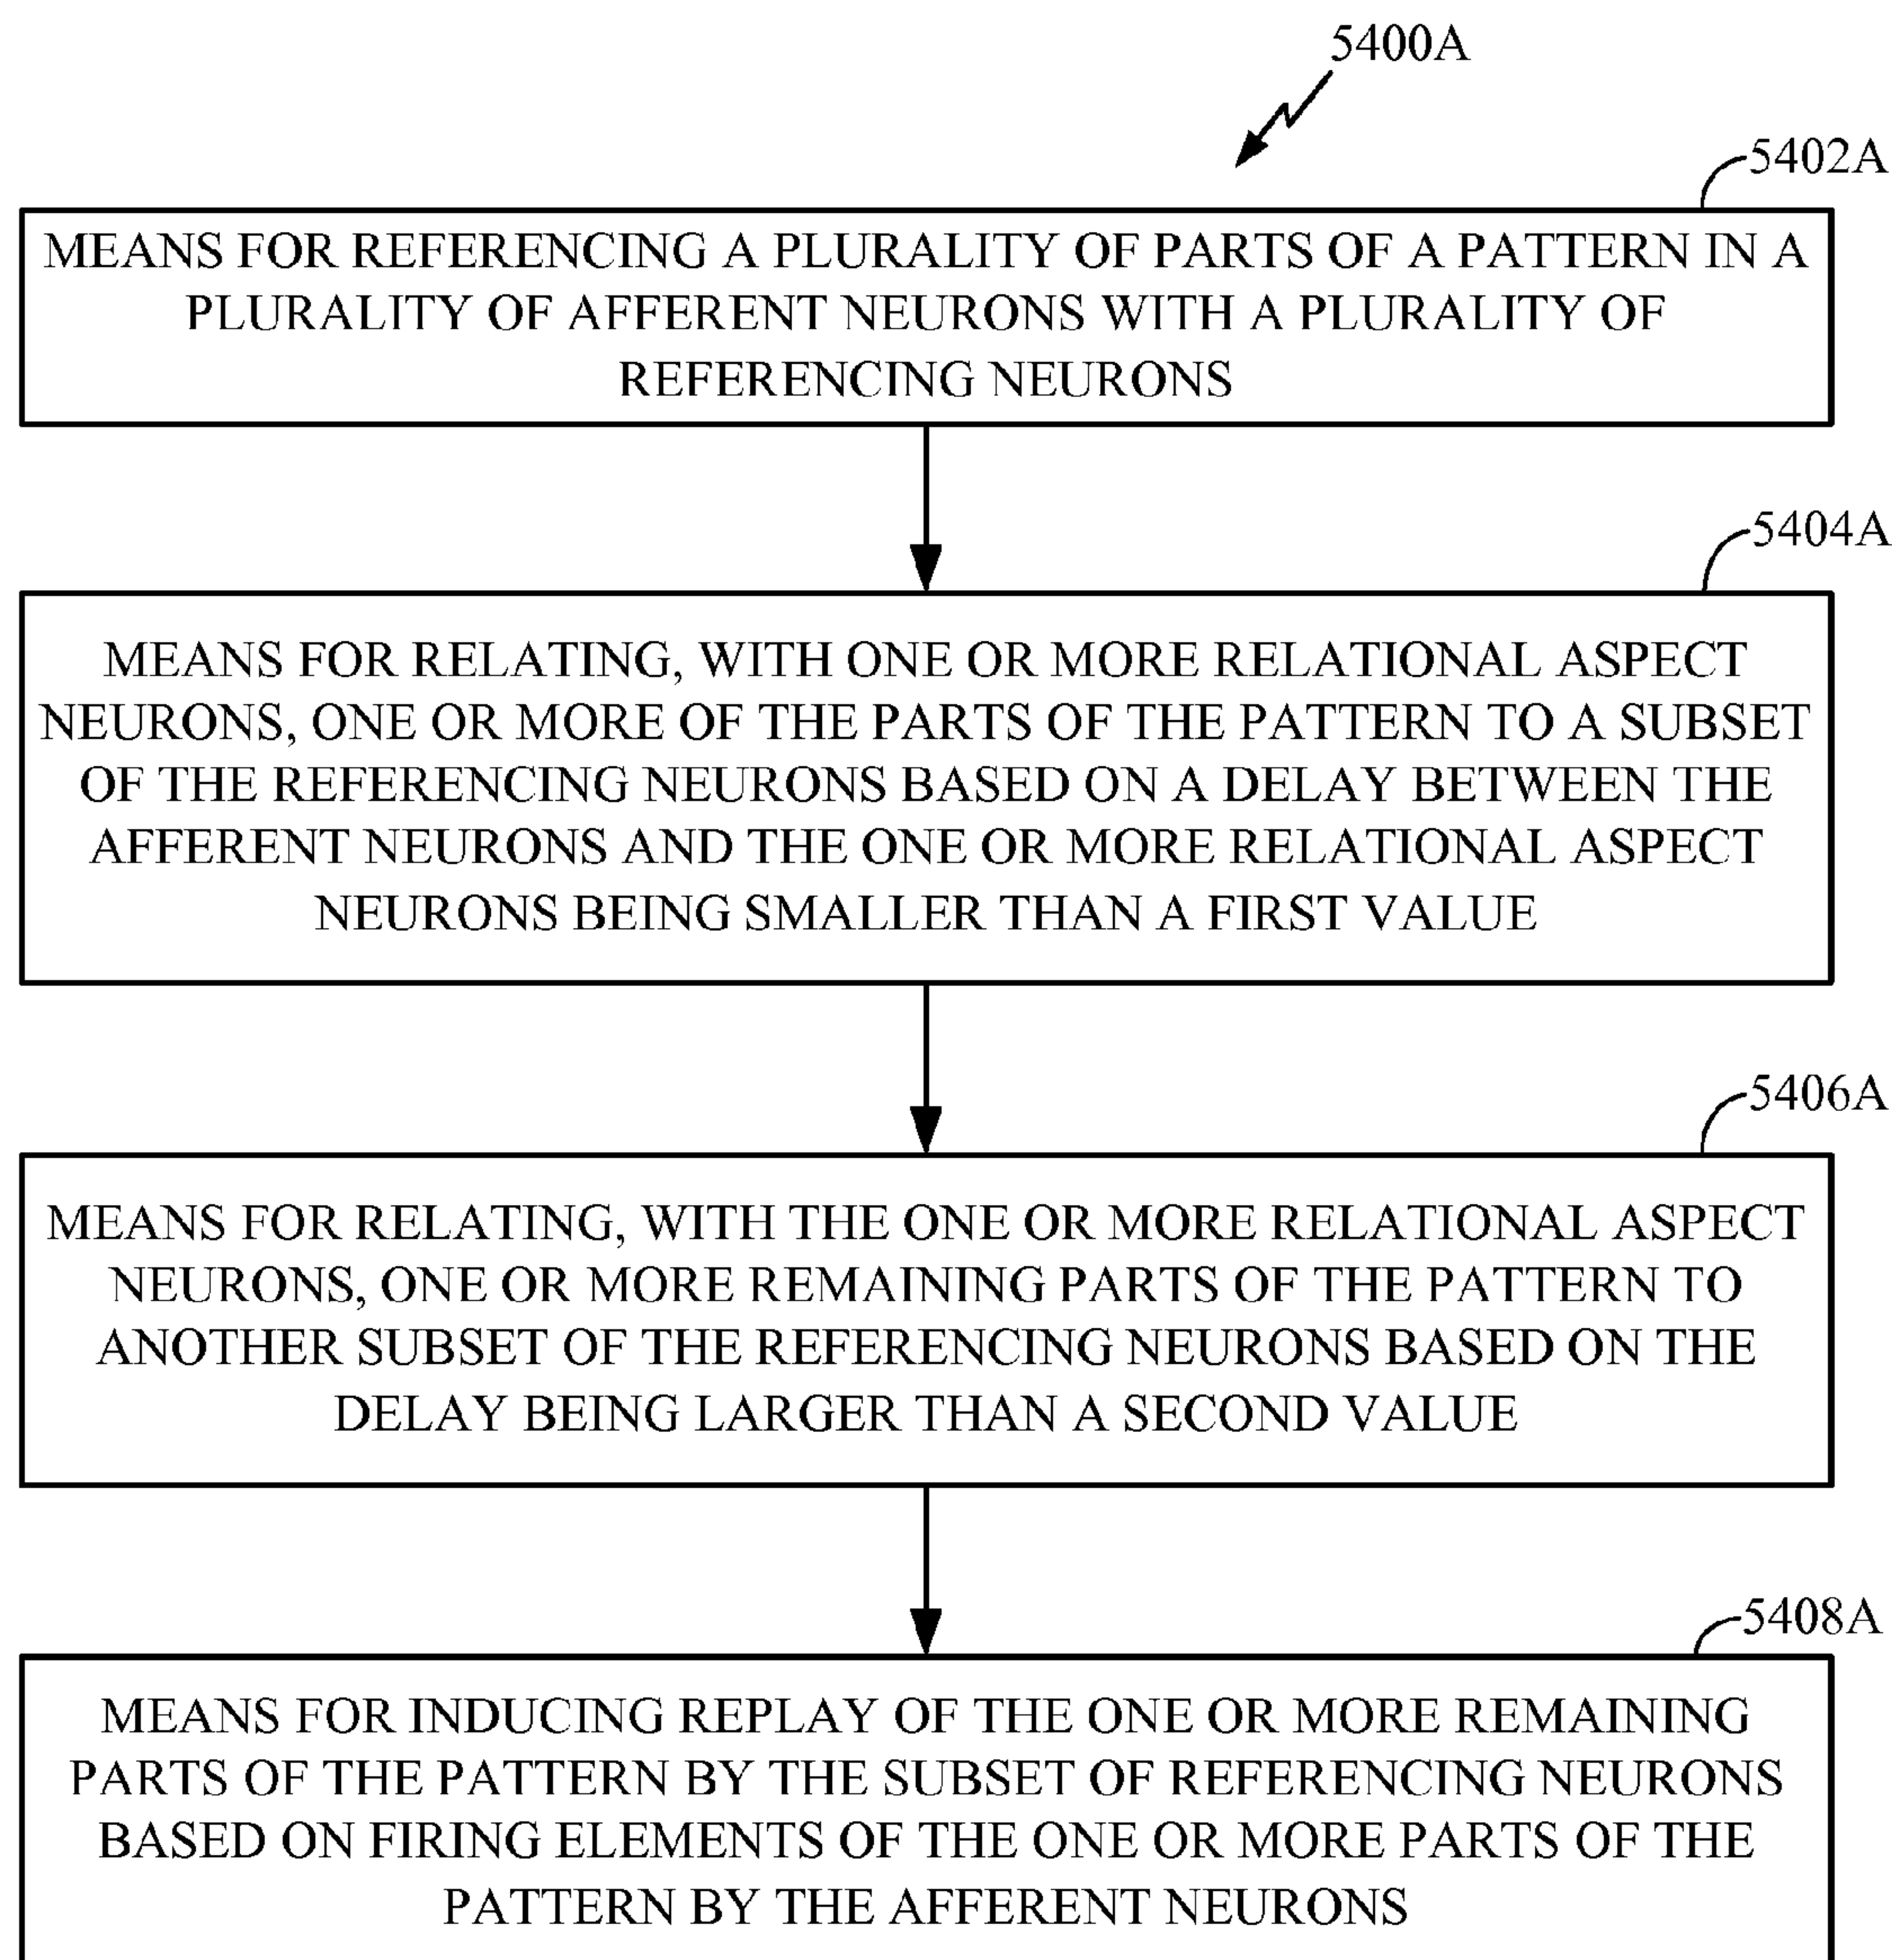 5400A
5402A
MEANS FOR REFERENCING A PLURALITY OF PARTS OF A PATTERN IN A
PLURALITY OF AFFERENT NEURONS WITH A PLURALITY OF
REFERENCING NEURONS
5404A
MEANS FOR RELATING, WITH ONE OR MORE RELATIONAL ASPECT
NEURONS, ONE OR MORE OF THE PARTS OF THE PATTERN TO A SUBSET
OF THE REFERENCING NEURONS BASED ON A DELAY BETWEEN THE
AFFERENT NEURONS AND THE ONE OR MORE RELATIONAL ASPECT
NEURONS BEING SMALLER THAN A FIRST VALUE
5406A
MEANS FOR RELATING, WITH THE ONE OR MORE RELATIONAL ASPECT
NEURONS, ONE OR MORE REMAINING PARTS OF THE PATTERN TO
ANOTHER SUBSET OF THE REFERENCING NEURONS BASED ON THE
DELAY BEING LARGER THAN A SECOND VALUE
5408A
MEANS FOR INDUCING REPLAY OF THE ONE OR MORE REMAINING
PARTS OF THE PATTERN BY THE SUBSET OF REFERENCING NEURONS
BASED ON FIRING ELEMENTS OF THE ONE OR MORE PARTS OF THE
PATTERN BY THE AFFERENT NEURONS